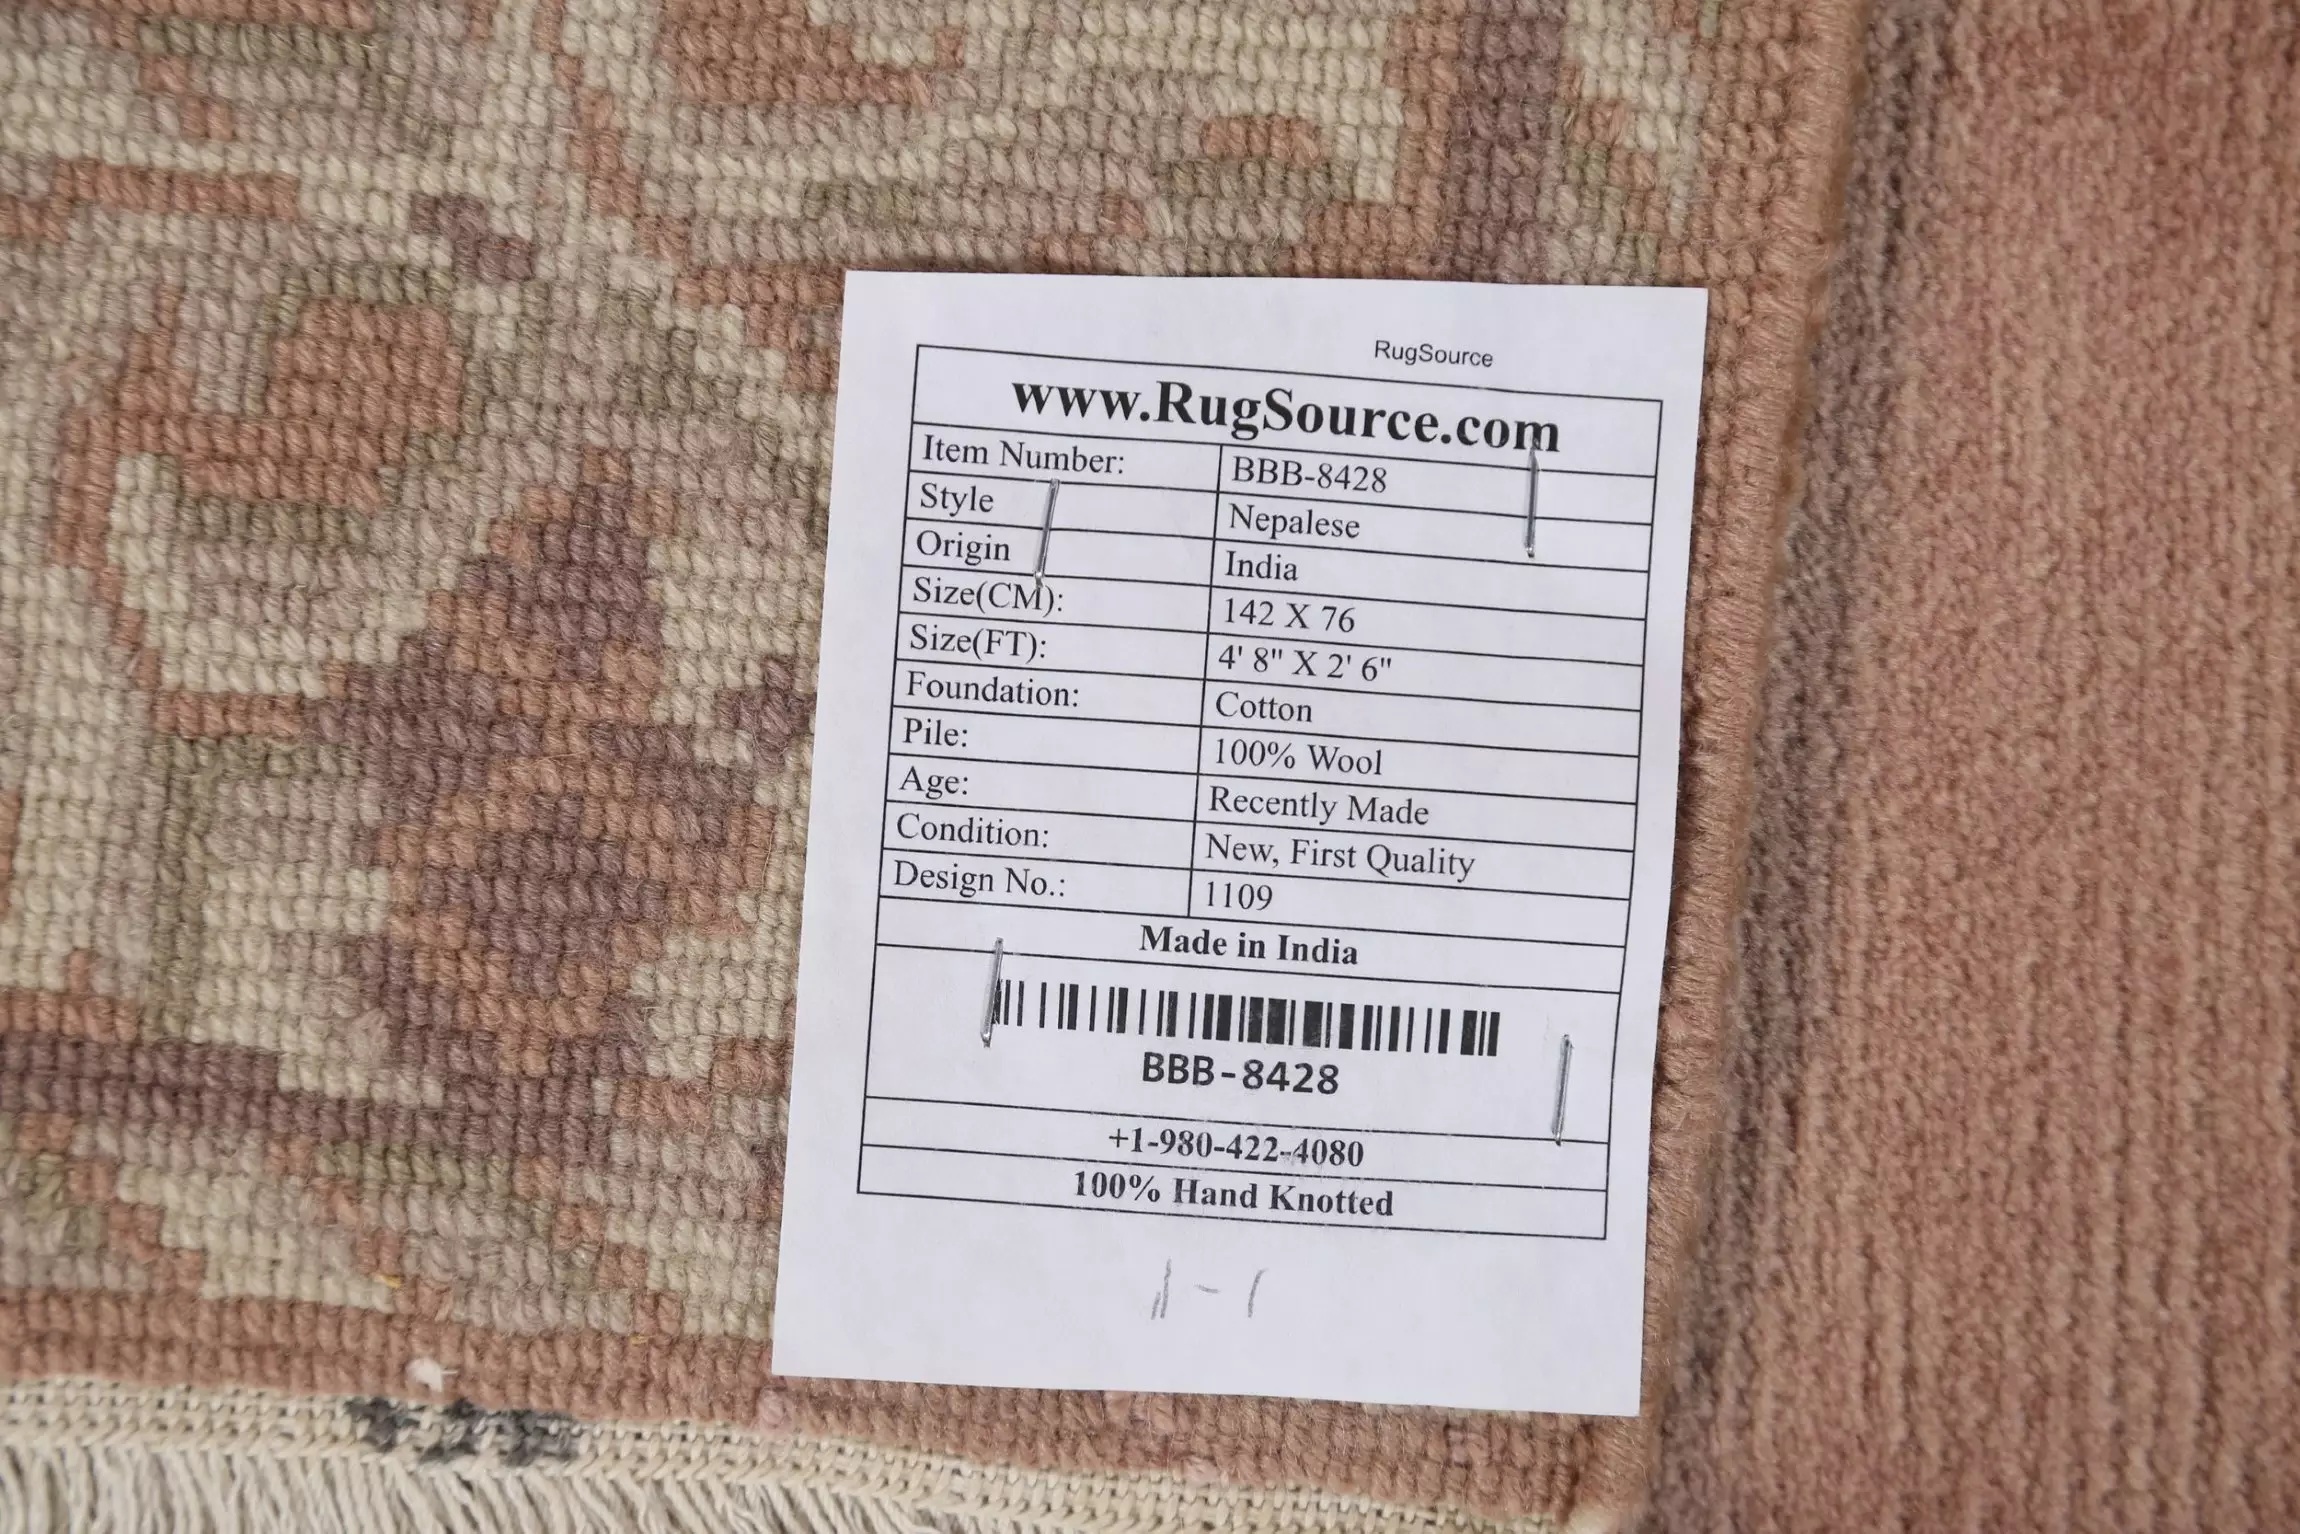 RugSource
www.RugSource.com
Item Number: BBB-8428
Style Nepalese
Origin India
Size(CM): 142 X 76
Size(FT): 4' 8" X 2' 6"
Foundation: Cotton
Pile: 100% Wool
Age: Recently Made
Condition: New, First Quality
Design No.: 1109
Made in India
BBB-8428
+1-980-422-4080
100% Hand Knotted